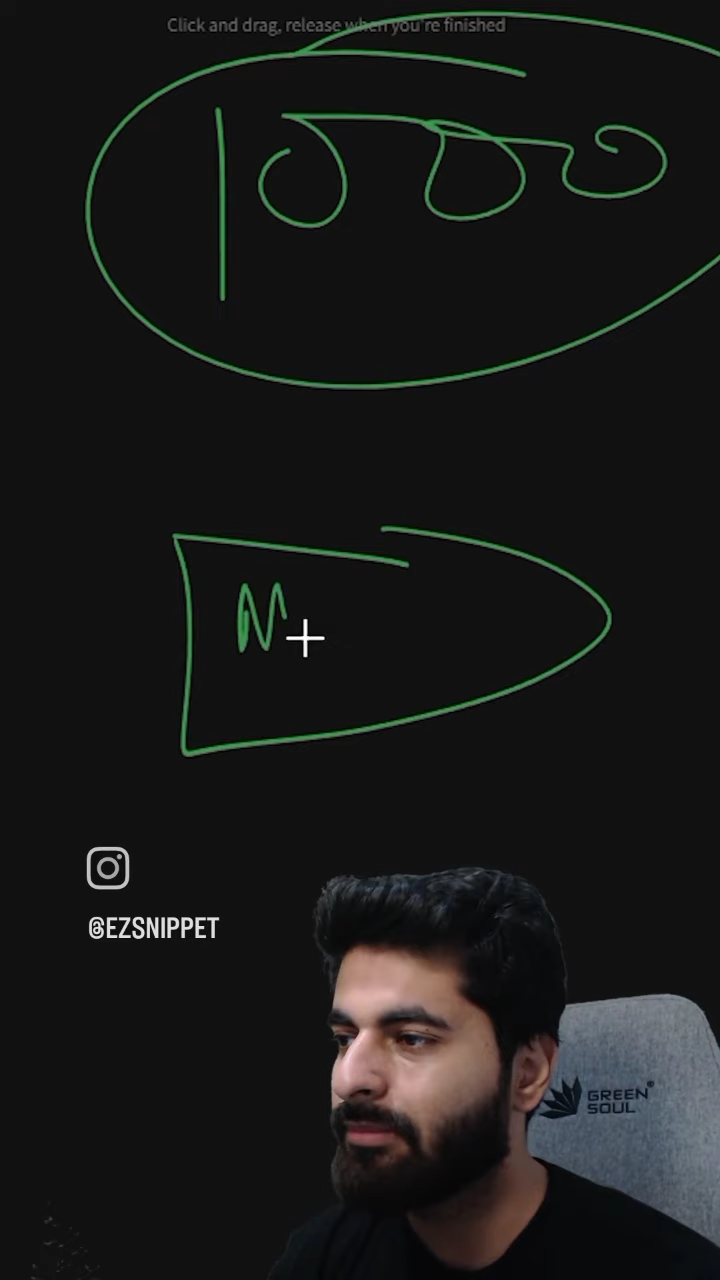 Click and drag, release when you're finished
1000
N
@EZSNIPPET
GREEN
SOUL®